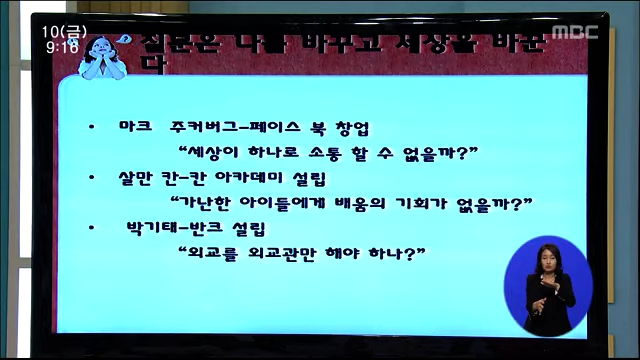 10(금)
9:16
MBC
질문은 나를 바꾸고 세상을 바꾼
다
• 마크 주커버그-페이스 북 창업
“세상이 하나로 소통 할 수 없을까?”
• 살만 칸-칸 아카데미 설립
“가난한 아이들에게 배움의 기회가 없을까?”
• 박기태-반크 설립
“외교를 외교관만 해야 하나?”